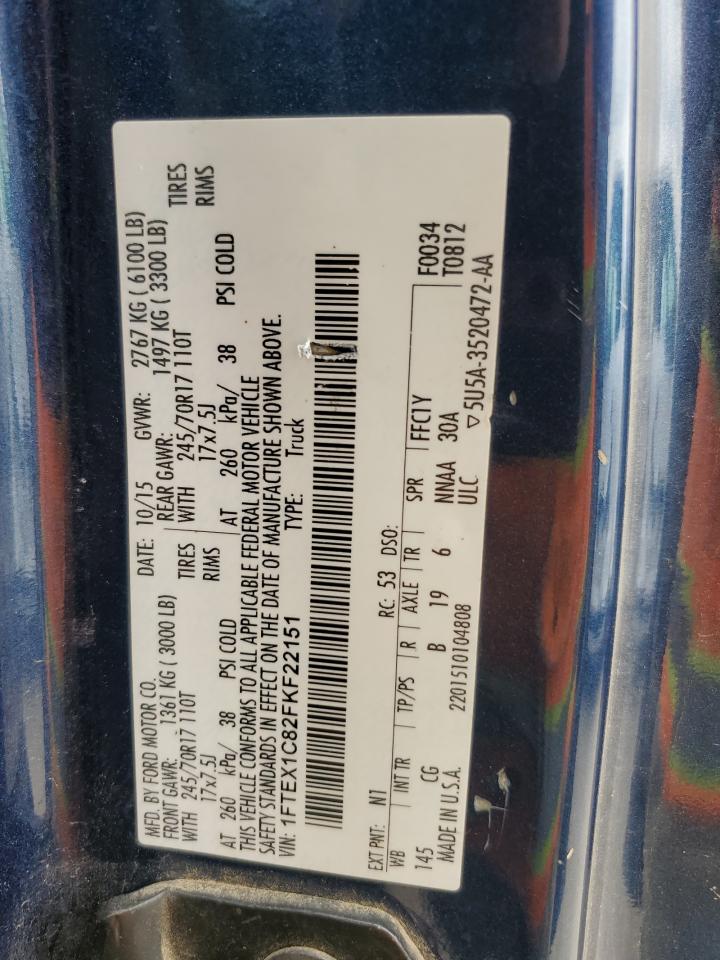 MFD. BY FORD MOTOR CO. DATE: 10/15 GVWR: 2767 KG ( 6100 LB)
FRONT GAWR: 1361 KG ( 3000 LB) REAR GAWR: 1497 KG ( 3300 LB)
WITH 245/70R17 110T TIRES WITH 245/70R17 110T TIRES
17x7.5J RIMS 17x7.5J RIMS
AT 260 kPa/ 38 PSI COLD AT 260 kPa/ 38 PSI COLD
THIS VEHICLE CONFORMS TO ALL APPLICABLE FEDERAL MOTOR VEHICLE
SAFETY STANDARDS IN EFFECT ON THE DATE OF MANUFACTURE SHOWN ABOVE.
VIN: 1FTEX1C82FKF22151 TYPE: Truck
EXT PNT: N1 RC: 53 DSO:
WB INT TR TP/PS R AXLE TR SPR FFC1Y F0034
145 CG B 19 6 NNAA 30A T0812
MADE IN U.S.A. 2201510104808 ULC ▽5U5A-3520472-AA